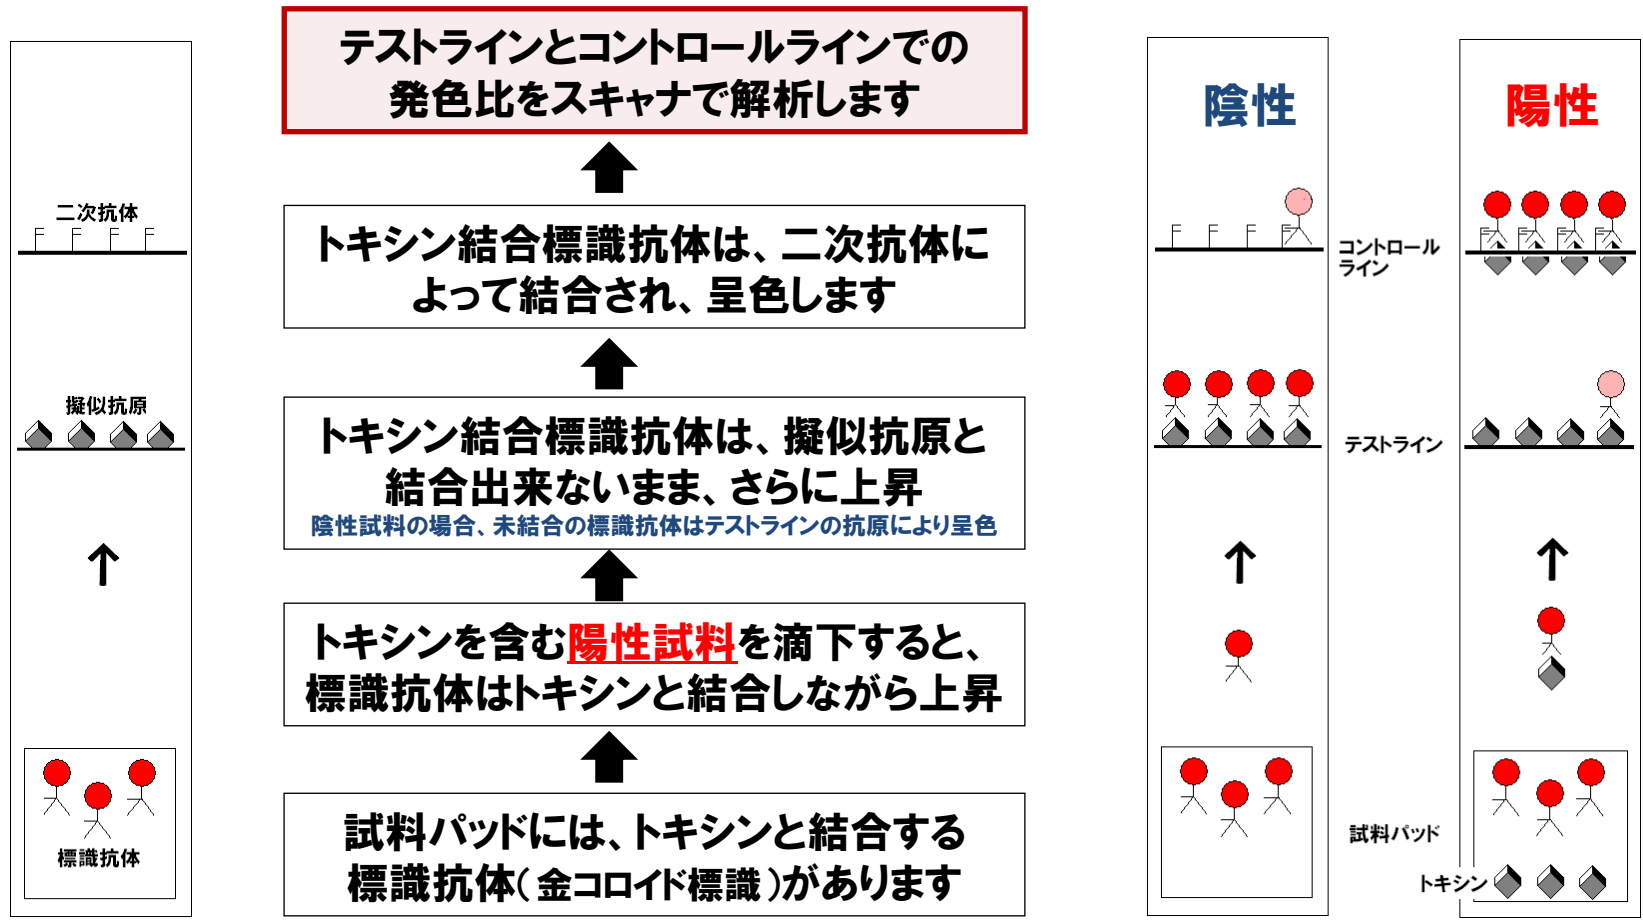 二次抗体
擬似抗原
標識抗体
テストラインとコントロールラインでの
発色比をスキャナで解析します
トキシン結合標識抗体は、二次抗体に
よって結合され、呈色します
トキシン結合標識抗体は、擬似抗原と
結合出来ないまま、さらに上昇
陰性試料の場合、未結合の標識抗体はテストラインの抗原により呈色
トキシンを含む陽性試料を滴下すると、
標識抗体はトキシンと結合しながら上昇
試料パッドには、トキシンと結合する
標識抗体(金コロイド標識)があります
陰性
陽性
コントロール
ライン
テストライン
試料パッド
トキシン